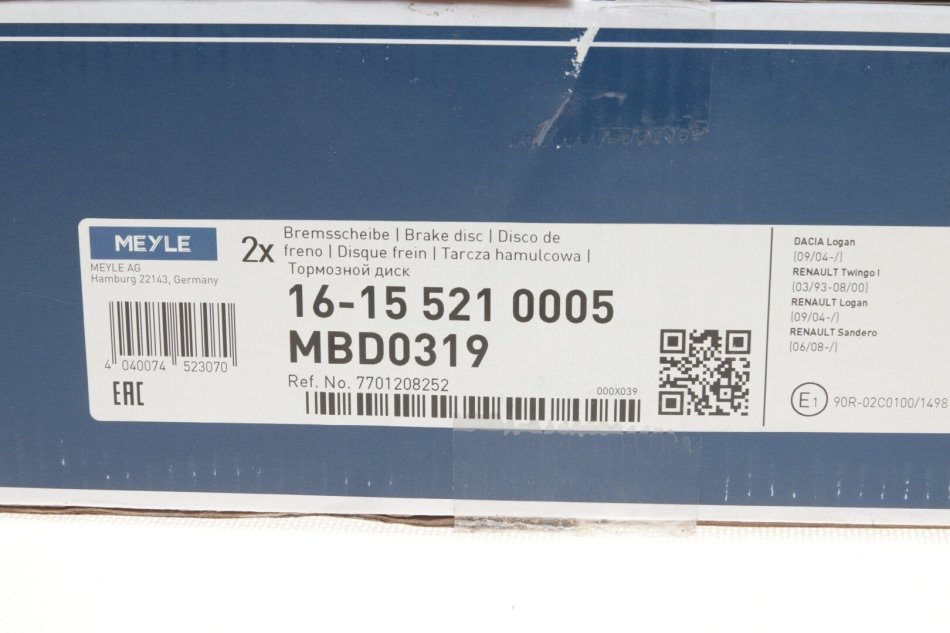 MEYLE
MEYLE AG
Hamburg 22143, Germany
4 040074 523070
EAC
2x
Bremsscheibe | Brake disc | Disco de
freno | Disque frein | Tarcza hamulcowa |
Тормозной диск
16-15 521 0005
MBD0319
Ref. No. 7701208252
000X039
DACIA Logan
(09/04-/)
RENAULT Twingo I
(03/93-08/00)
RENAULT Logan
(09/04-/)
RENAULT Sandero
(06/08-/)
E1 90R-02C0100/1498